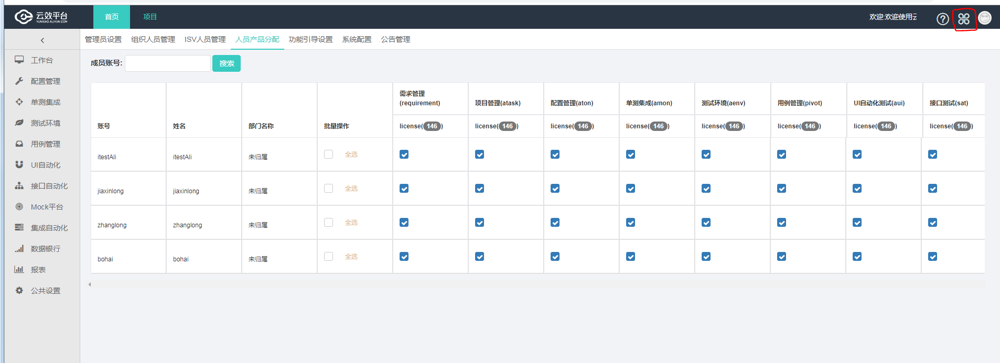 云效平台
YUNXIAO.ALIYUN.COM
首页
项目
欢迎:欢迎使用云
管理员设置
组织人员管理
ISV人员管理
人员产品分配
功能引导设置
系统配置
公告管理
工作台
配置管理
单测集成
测试环境
用例管理
UI自动化
接口自动化
Mock平台
集成自动化
数据银行
报表
公共设置
成员账号:
搜索
账号
姓名
部门名称
批量操作
需求管理
(requirement)
项目管理(atask)
配置管理(aton)
单测集成(amon)
测试环境(aenv)
用例管理(pivot)
UI自动化测试(aui)
接口测试(sat)
license(146)
license(146)
license(146)
license(146)
license(146)
license(146)
license(146)
license(146)
itestAli
itestAli
未归属
全选
jiaxinlong
jiaxinlong
未归属
全选
zhanglong
zhanglong
未归属
全选
bohai
bohai
未归属
全选